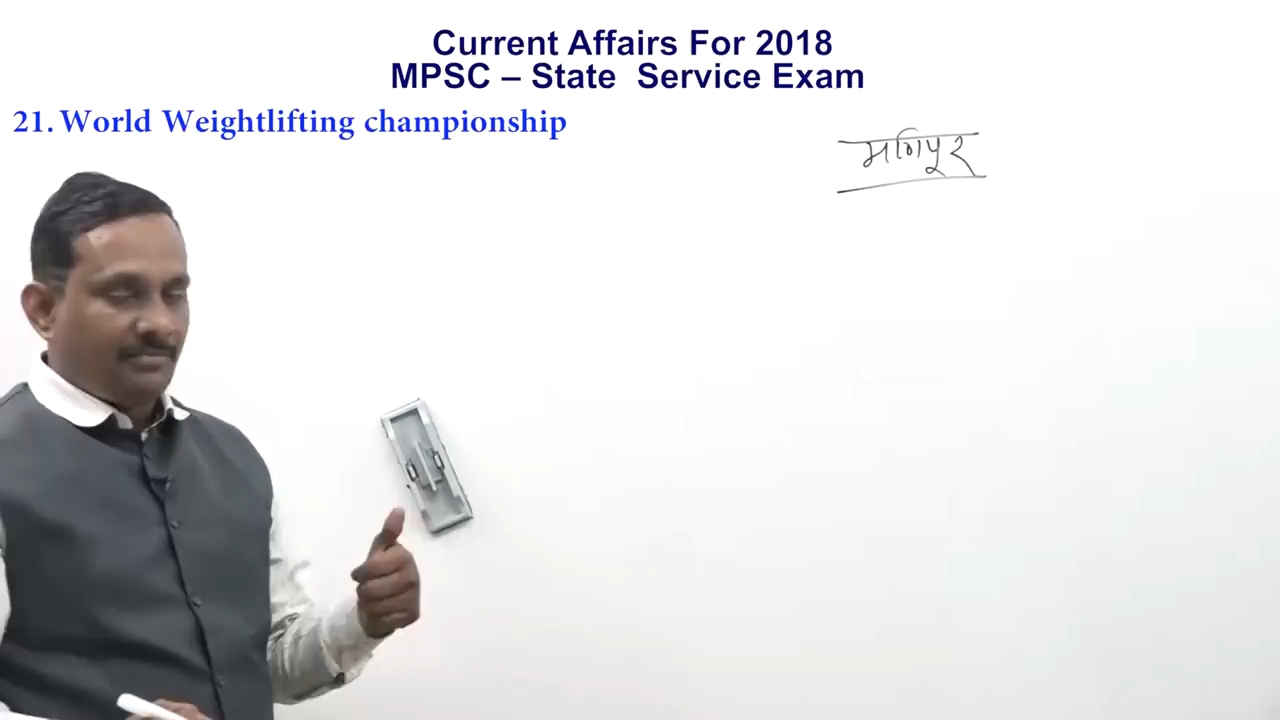 Current Affairs For 2018
MPSC – State Service Exam
21. World Weightlifting championship
मणिपूर